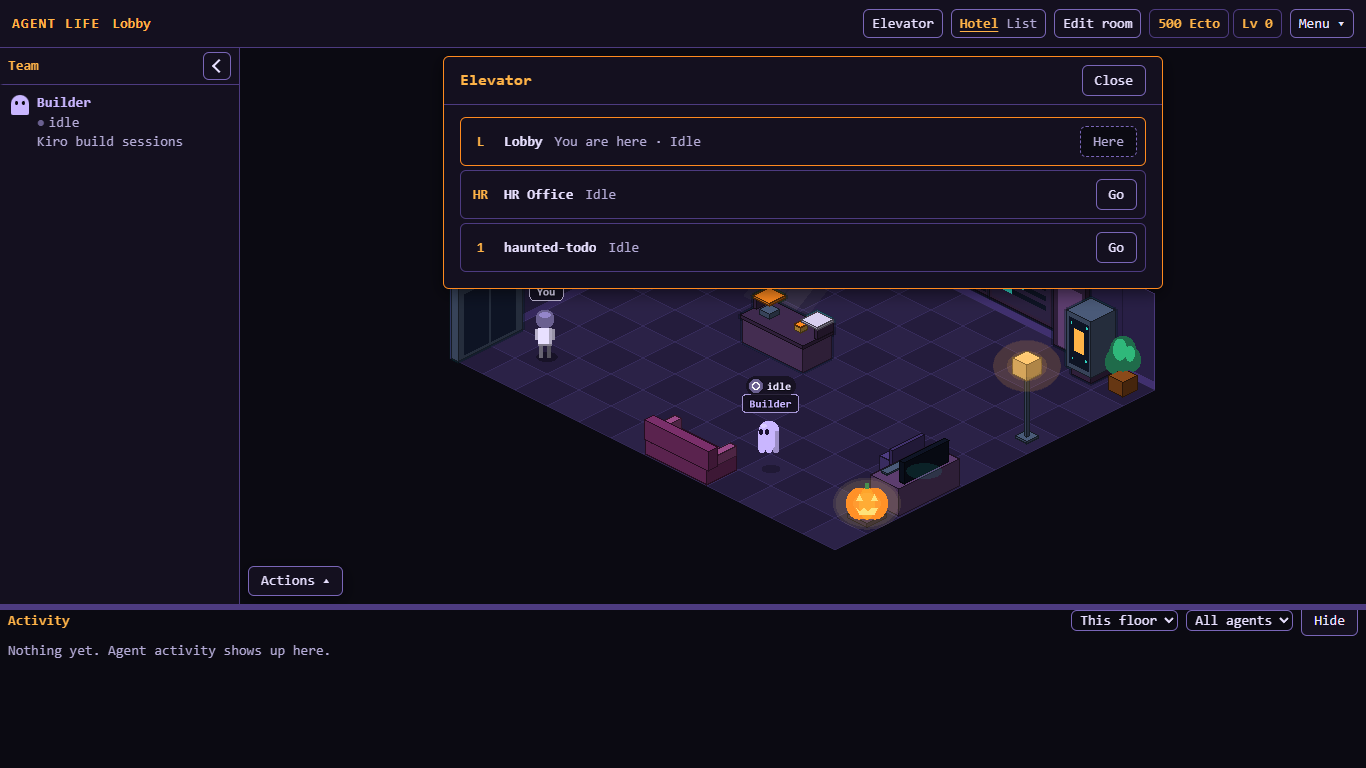 AGENT LIFE Lobby Elevator Hotel List Edit room 500 Ecto Lv 0 Menu ▾
Team
Builder
idle
Kiro build sessions
Elevator Close
L Lobby You are here · Idle Here
HR HR Office Idle Go
1 haunted-todo Idle Go
You
idle
Builder
Actions ▴
Activity This floor All agents Hide
Nothing yet. Agent activity shows up here.